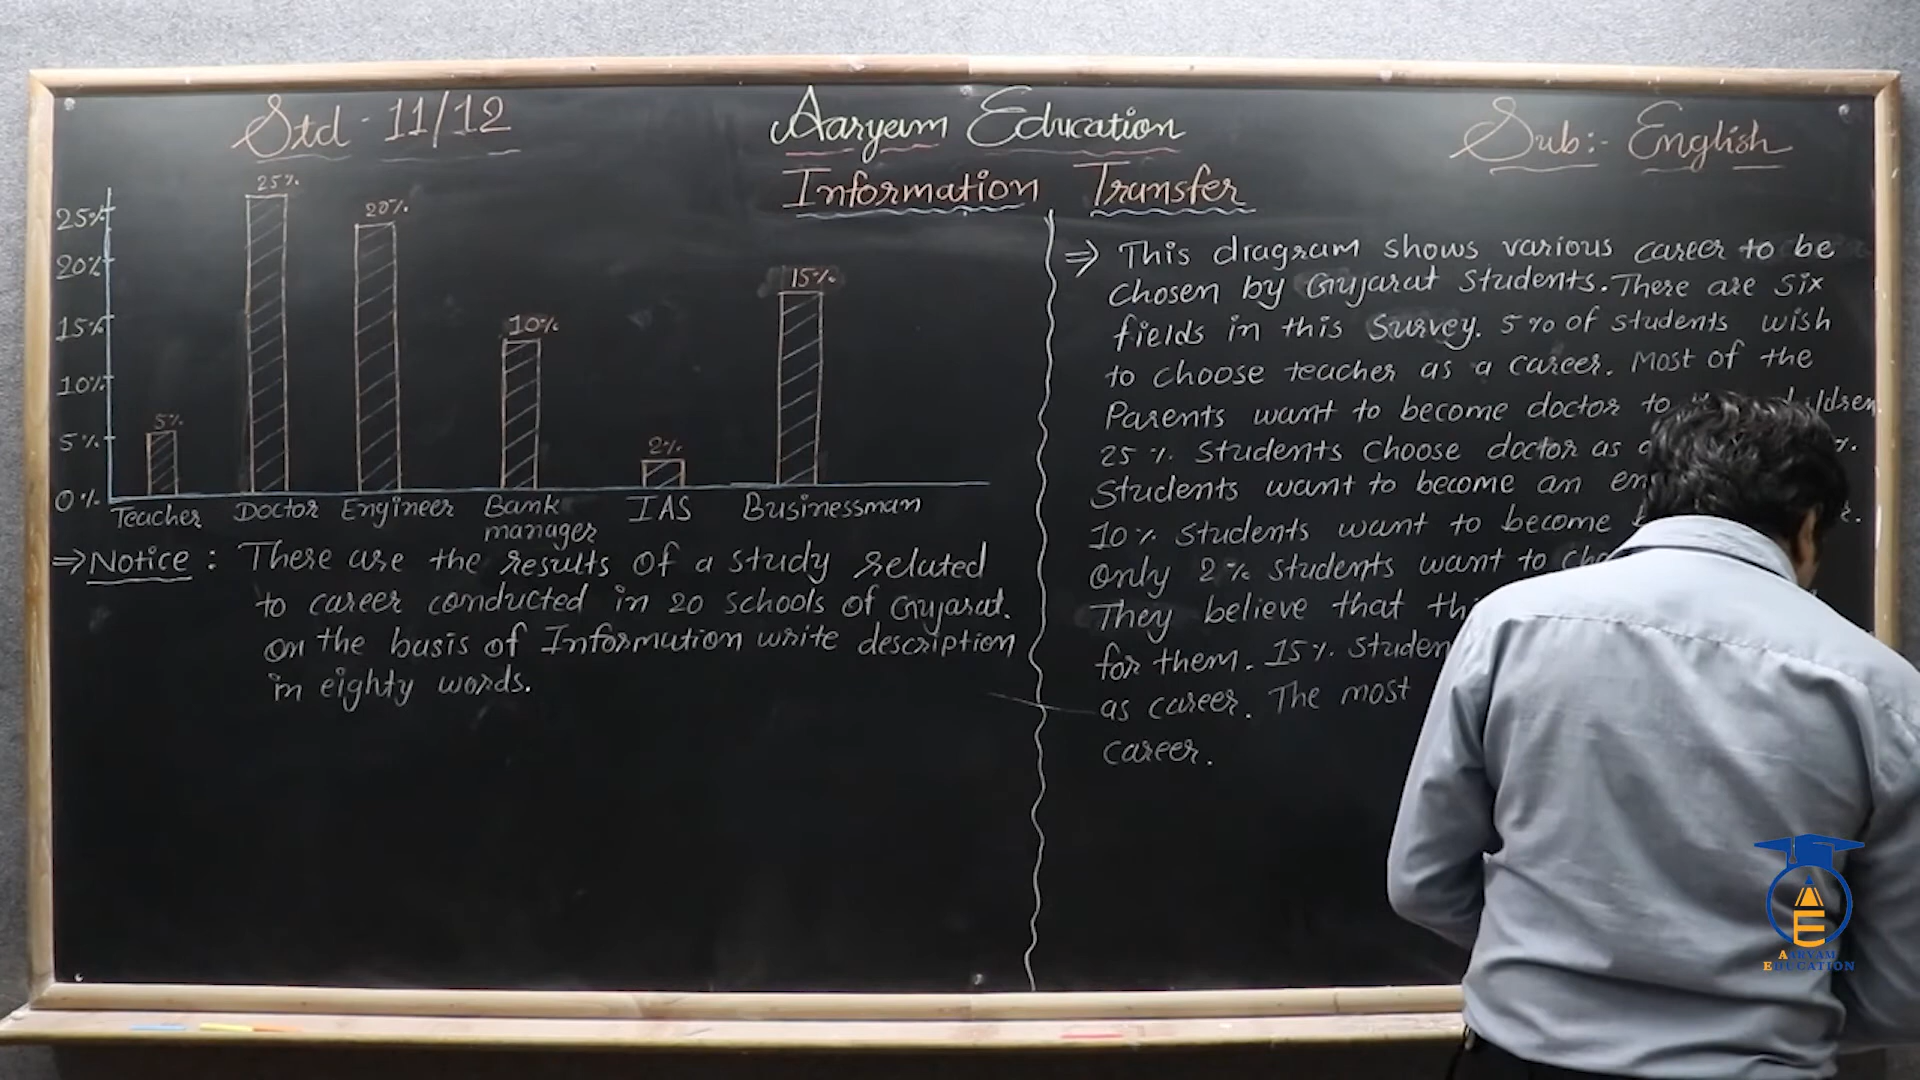 Std - 11/12
Aaryam Education
Sub:- English
Information Transfer
25%
20%
15%
10%
5%
0%
5%
25%
20%
10%
2%
15%
Teacher Doctor Engineer Bank manager IAS Businessman
⇒ Notice : There are the results of a study related
to career conducted in 20 schools of Gujarat.
on the basis of Information write description
in eighty words.
⇒ This diagram shows various career to be
chosen by Gujarat students. There are six
fields in this Survey. 5% of students wish
to choose teacher as a career. Most of the
Parents want to become doctor to
25% students choose doctor as
students want to become an
10% students want to become
only 2% students want to
They believe that
for them. 15%
as career. The most
career.
AARYAM
EDUCATION